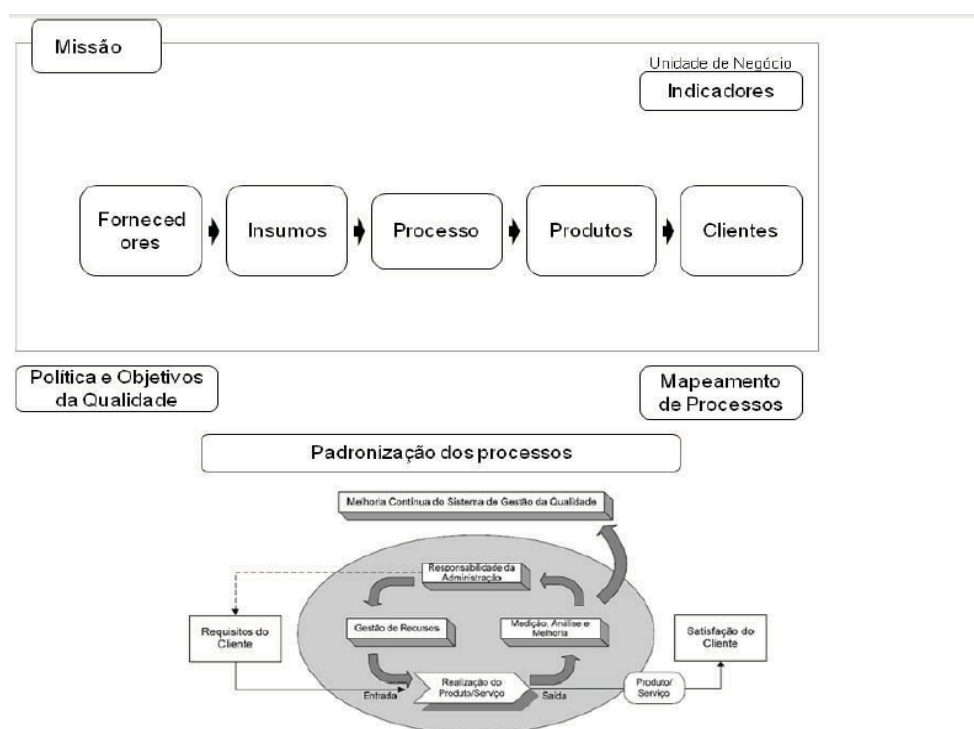 Missão
Unidade de Negócio
Indicadores
Forneced
ores
Insumos
Processo
Produtos
Clientes
Política e Objetivos
da Qualidade
Mapeamento
de Processos
Padronização dos processos
Melhoria Contínua do Sistema de Gestão da Qualidade
Responsabilidade da
Administração
Requisitos do
Cliente
Gestão de Recursos
Medição, Análise e
Melhoria
Satisfação do
Cliente
Entrada
Realização do
Produto/Serviço
Saída
Produto/
Serviço